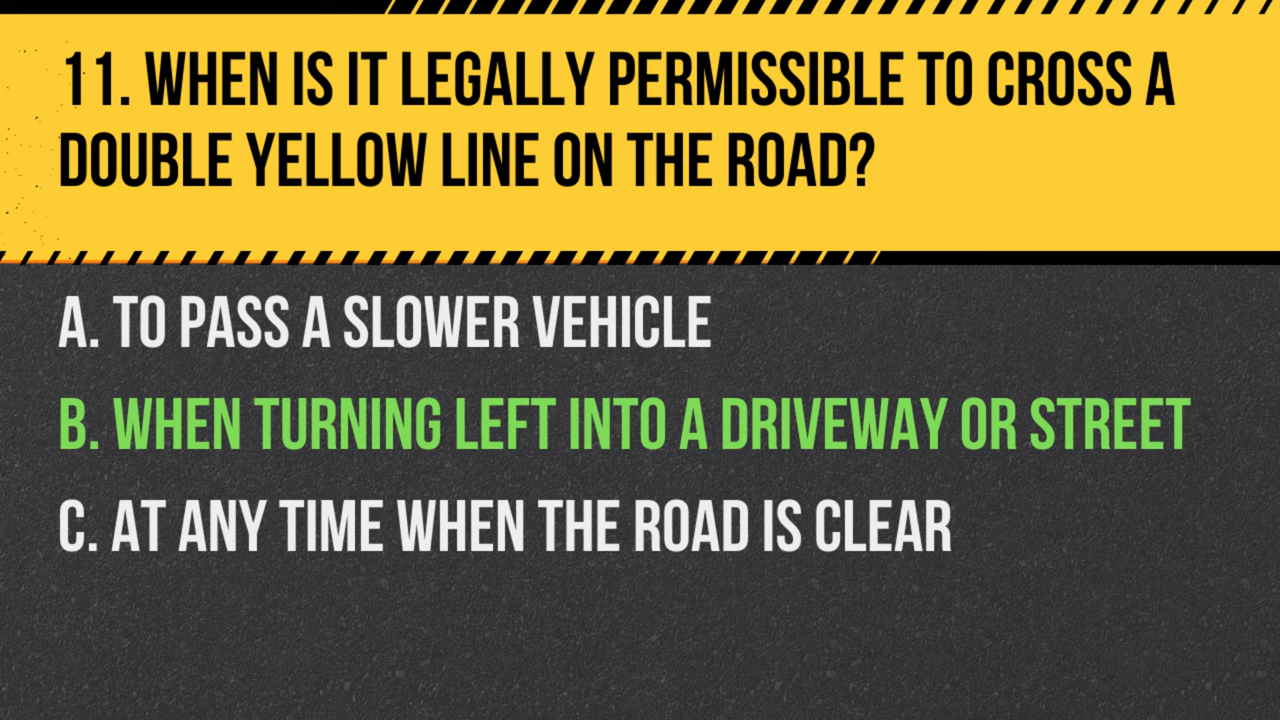 11. WHEN IS IT LEGALLY PERMISSIBLE TO CROSS A
DOUBLE YELLOW LINE ON THE ROAD?
A. TO PASS A SLOWER VEHICLE
B. WHEN TURNING LEFT INTO A DRIVEWAY OR STREET
C. AT ANY TIME WHEN THE ROAD IS CLEAR